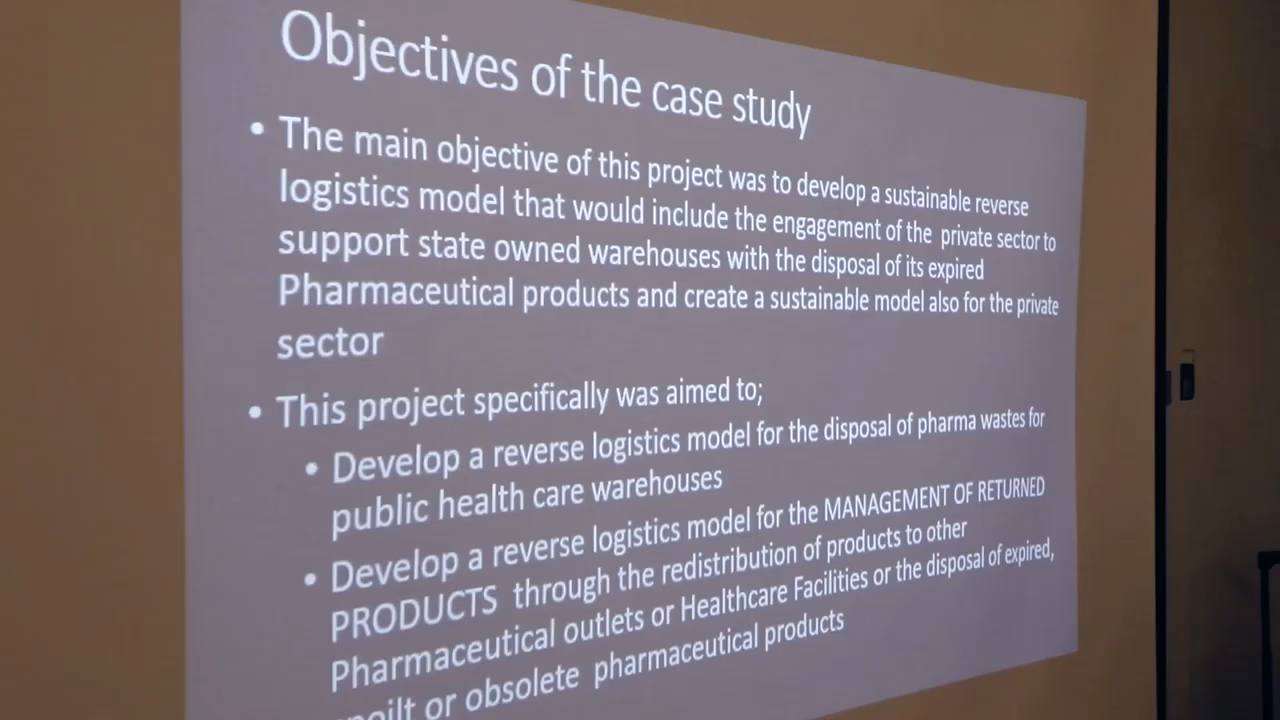 Objectives of the case study
• The main objective of this project was to develop a sustainable reverse
logistics model that would include the engagement of the private sector to
support state owned warehouses with the disposal of its expired
Pharmaceutical products and create a sustainable model also for the private
sector
• This project specifically was aimed to;
• Develop a reverse logistics model for the disposal of pharma wastes for
public health care warehouses
• Develop a reverse logistics model for the MANAGEMENT OF RETURNED
PRODUCTS through the redistribution of products to other
Pharmaceutical outlets or Healthcare Facilities or the disposal of expired,
spoilt or obsolete pharmaceutical products